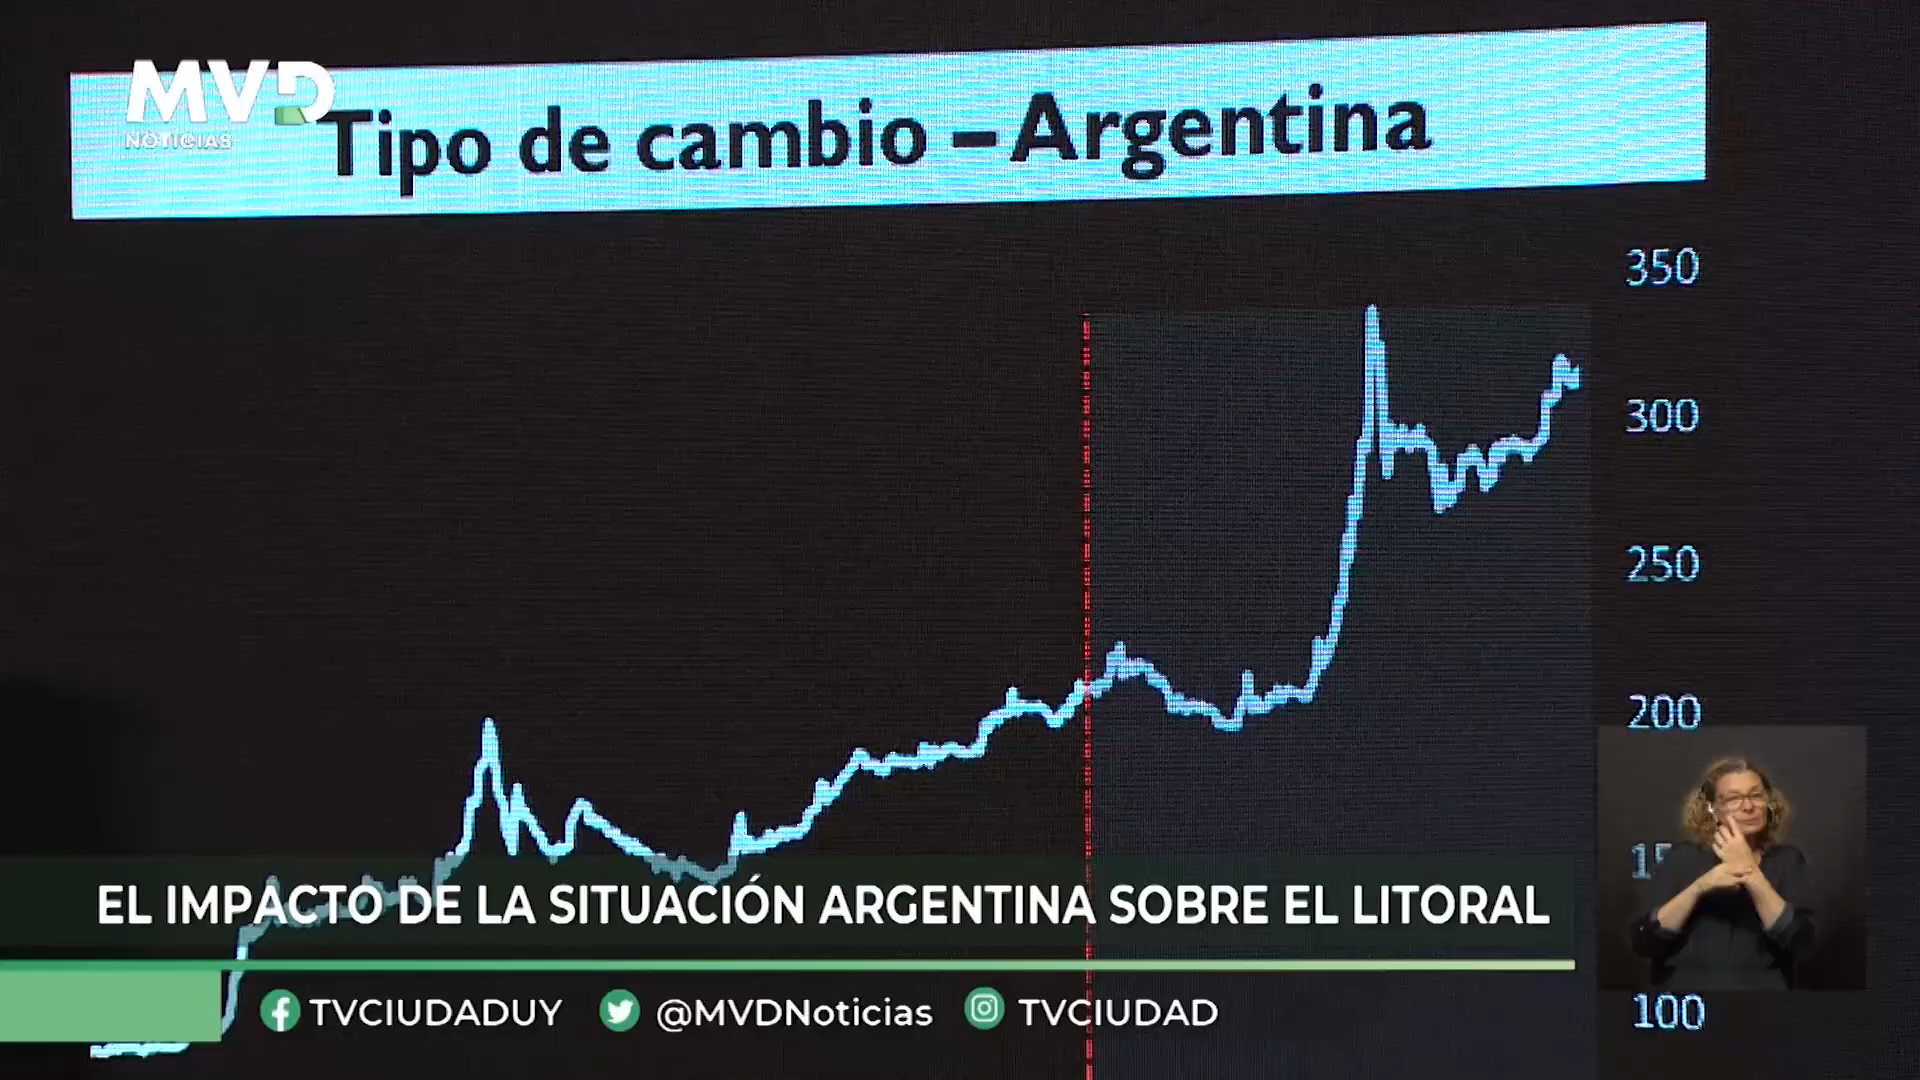 MVD
NOTICIAS
Tipo de cambio – Argentina
350
300
250
200
100
EL IMPACTO DE LA SITUACIÓN ARGENTINA SOBRE EL LITORAL
TVCIUDADUY @MVDNoticias TVCIUDAD